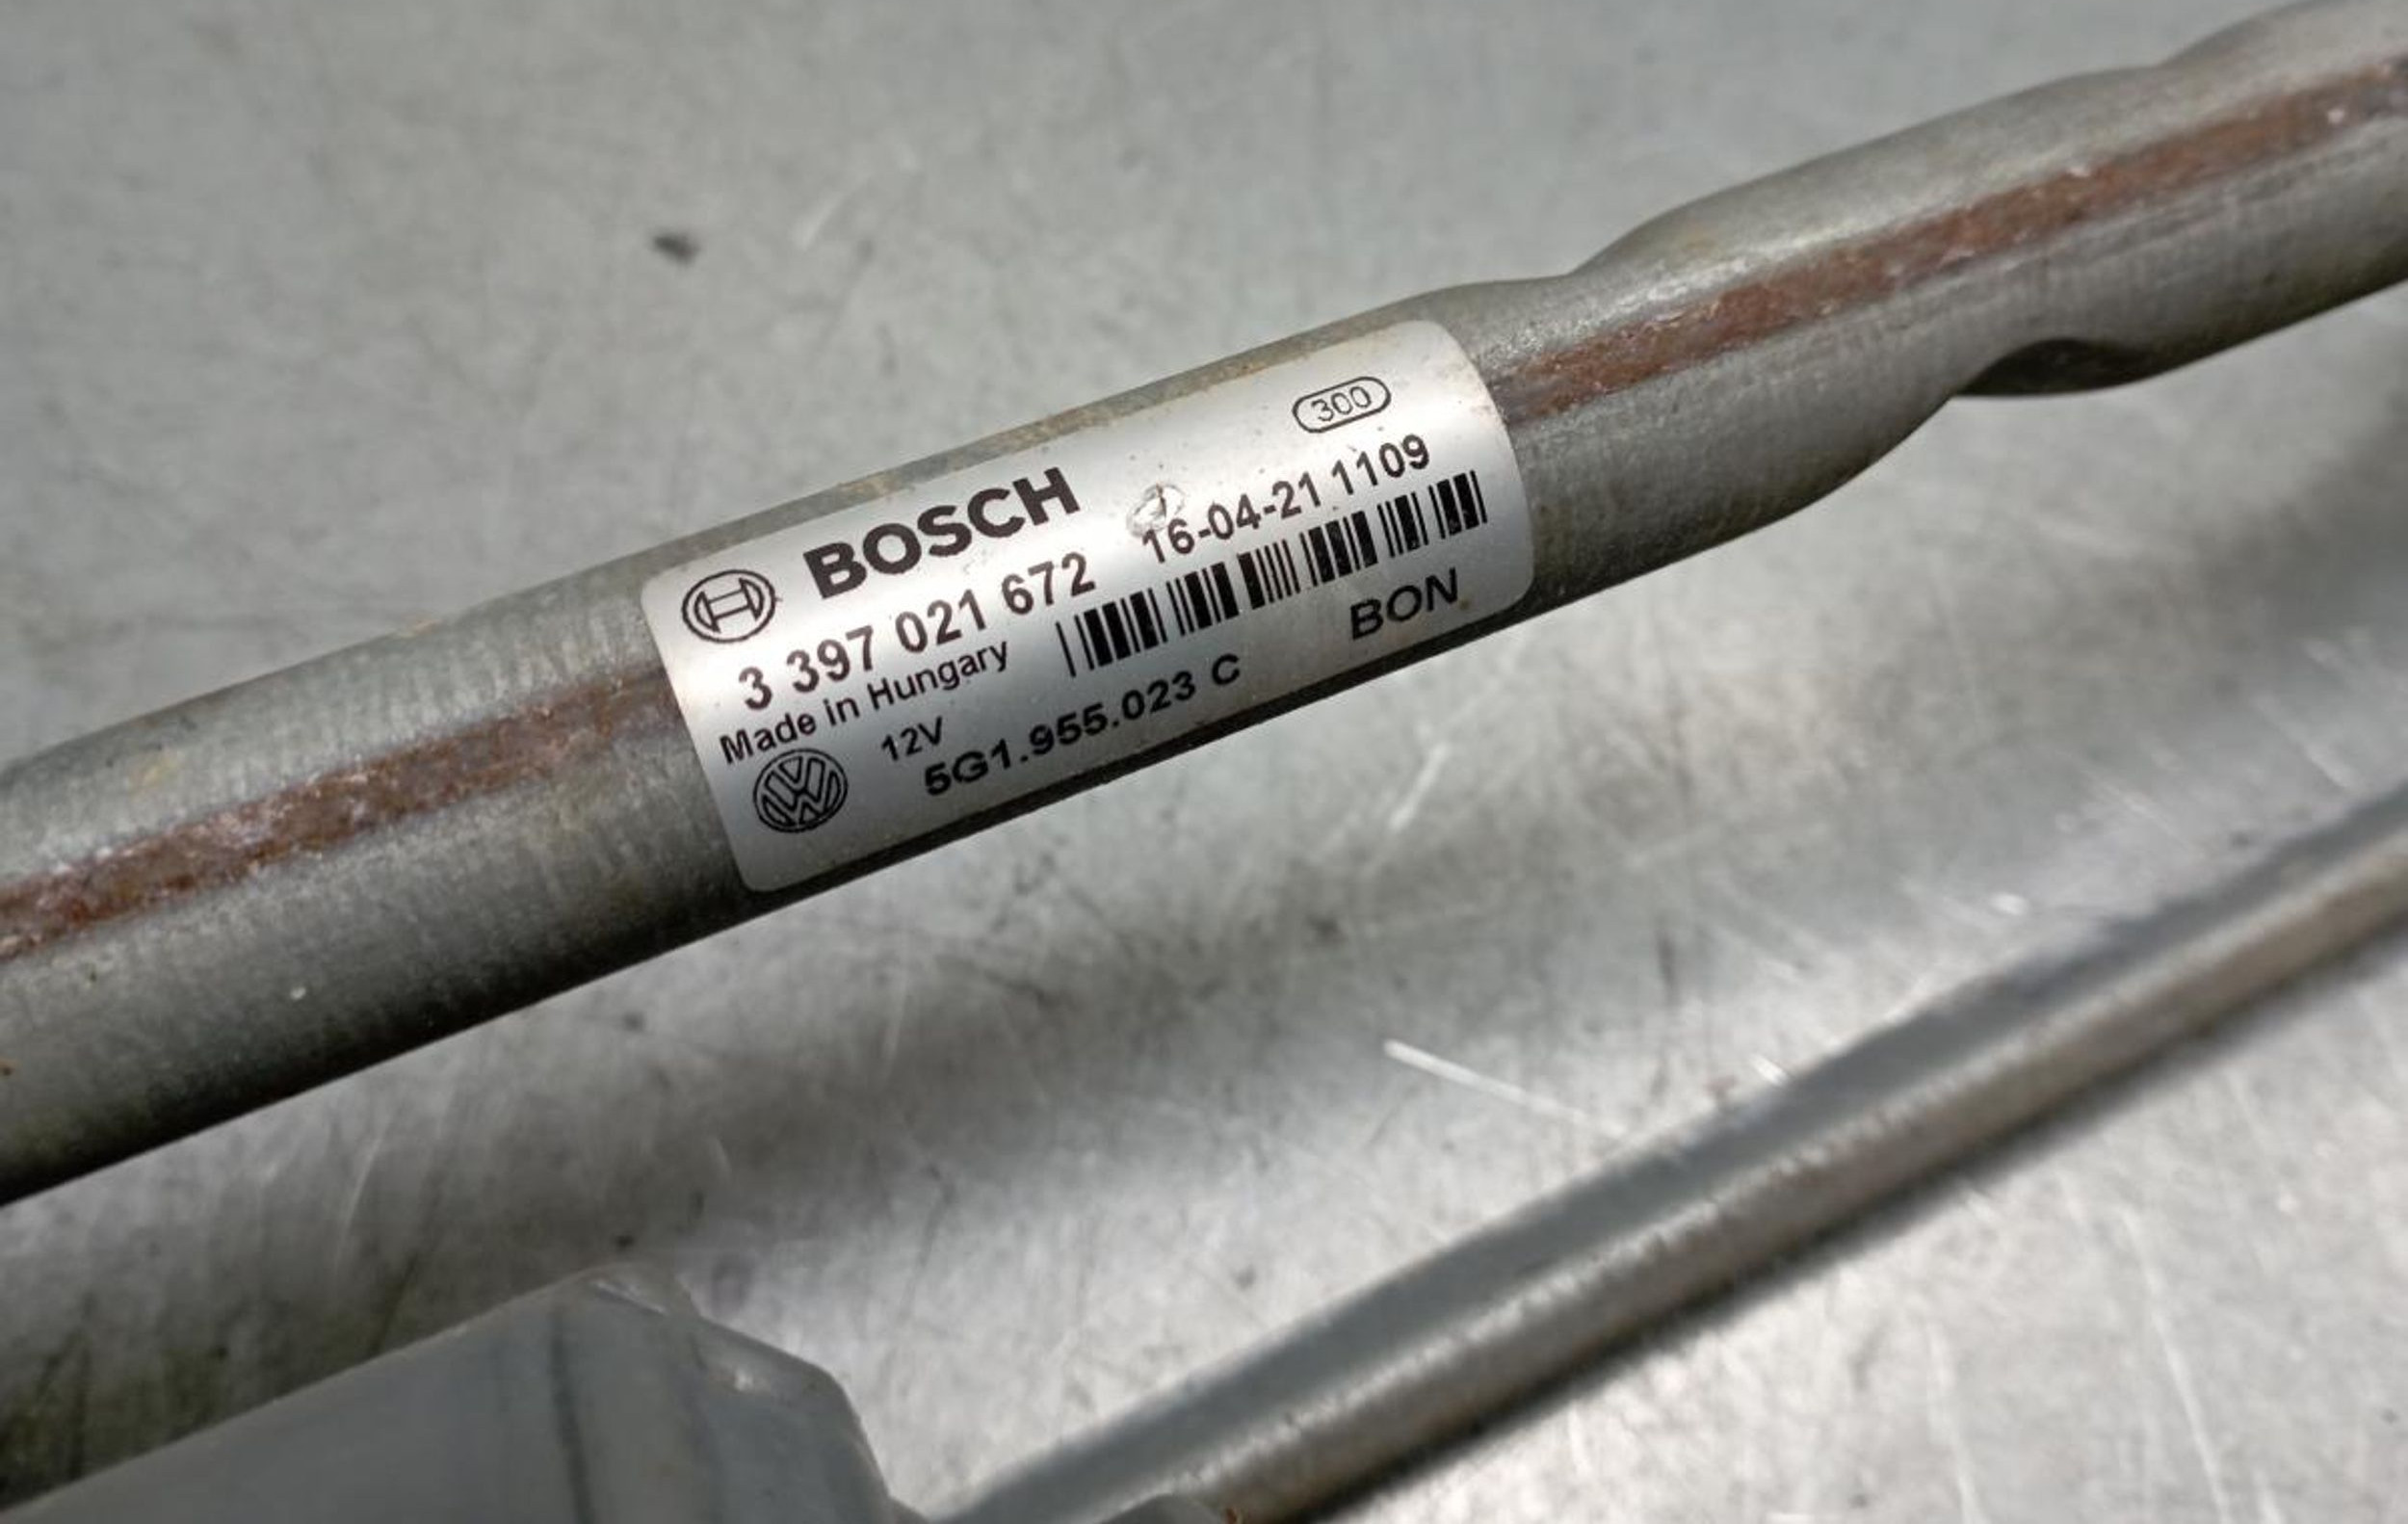 300
BOSCH
3 397 021 672 16-04-21 1109
Made in Hungary
12V
BON
5G1.955.023 C